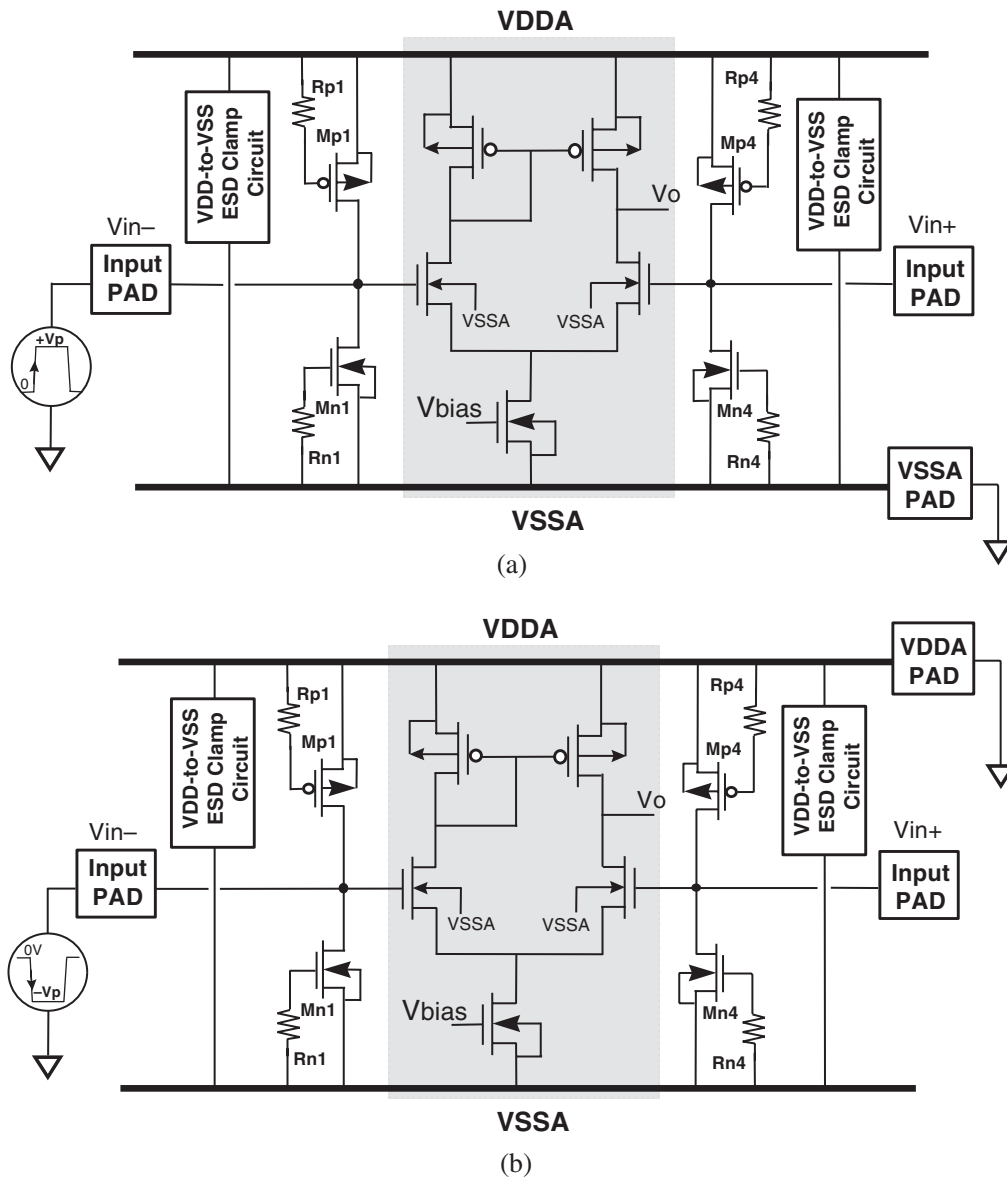 VDDA
Rp1
Rp4
VDD-to-VSS
ESD Clamp
Circuit
Mp1
Mp4
VDD-to-VSS
ESD Clamp
Circuit
Vo
Vin–
Input
PAD
Vin+
Input
PAD
VSSA
VSSA
+Vp
0
Mn1
Vbias
Mn4
Rn1
Rn4
VSSA
PAD
VSSA
(a)
VDDA
VDDA
PAD
Rp1
Rp4
VDD-to-VSS
ESD Clamp
Circuit
Mp1
Mp4
VDD-to-VSS
ESD Clamp
Circuit
Vo
Vin–
Input
PAD
Vin+
Input
PAD
VSSA
VSSA
0V
–Vp
Mn1
Vbias
Mn4
Rn1
Rn4
VSSA
(b)